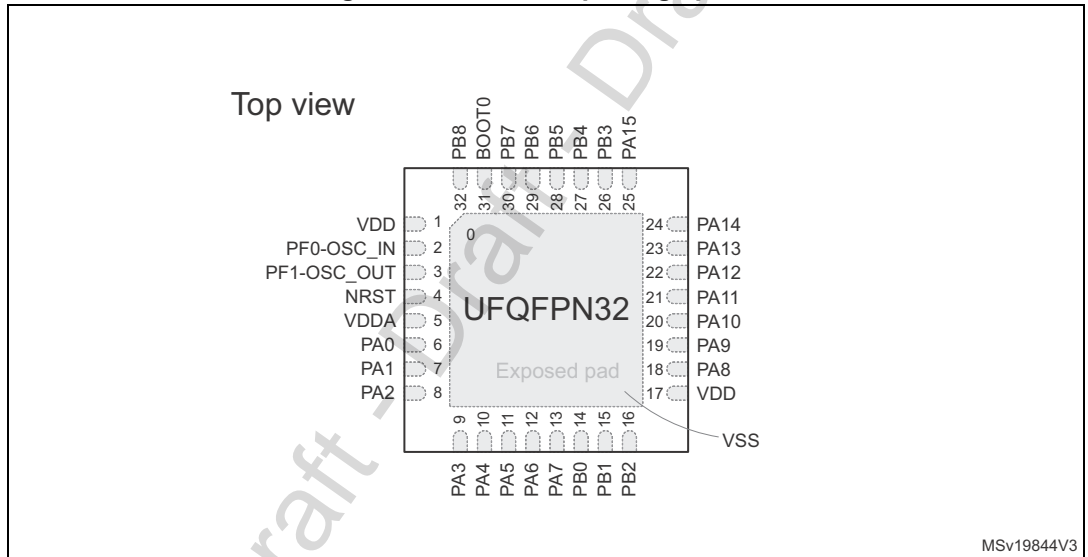 Top view
PB8
BOOT0
PB7
PB6
PB5
PB4
PB3
PA15
32
31
30
29
28
27
26
25
VDD 1
PF0-OSC_IN 2
PF1-OSC_OUT 3
NRST 4
VDDA 5
PA0 6
PA1 7
PA2 8
0
UFQFPN32
Exposed pad
24 PA14
23 PA13
22 PA12
21 PA11
20 PA10
19 PA9
18 PA8
17 VDD
9
10
11
12
13
14
15
16
PA3
PA4
PA5
PA6
PA7
PB0
PB1
PB2
VSS
MSv19844V3
Draft - Draft - Draft